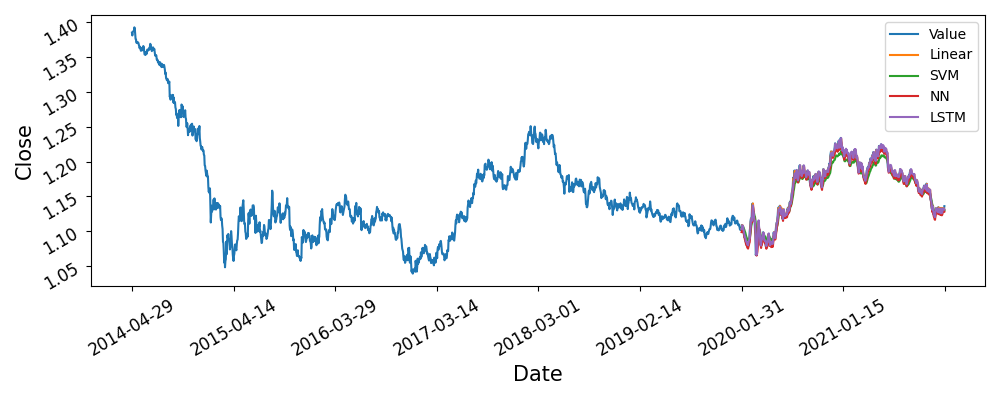 Close
1.40
1.35
1.30
1.25
1.20
1.15
1.10
1.05
Value
Linear
SVM
NN
LSTM
2014-04-29
2015-04-14
2016-03-29
2017-03-14
2018-03-01
2019-02-14
2020-01-31
2021-01-15
Date